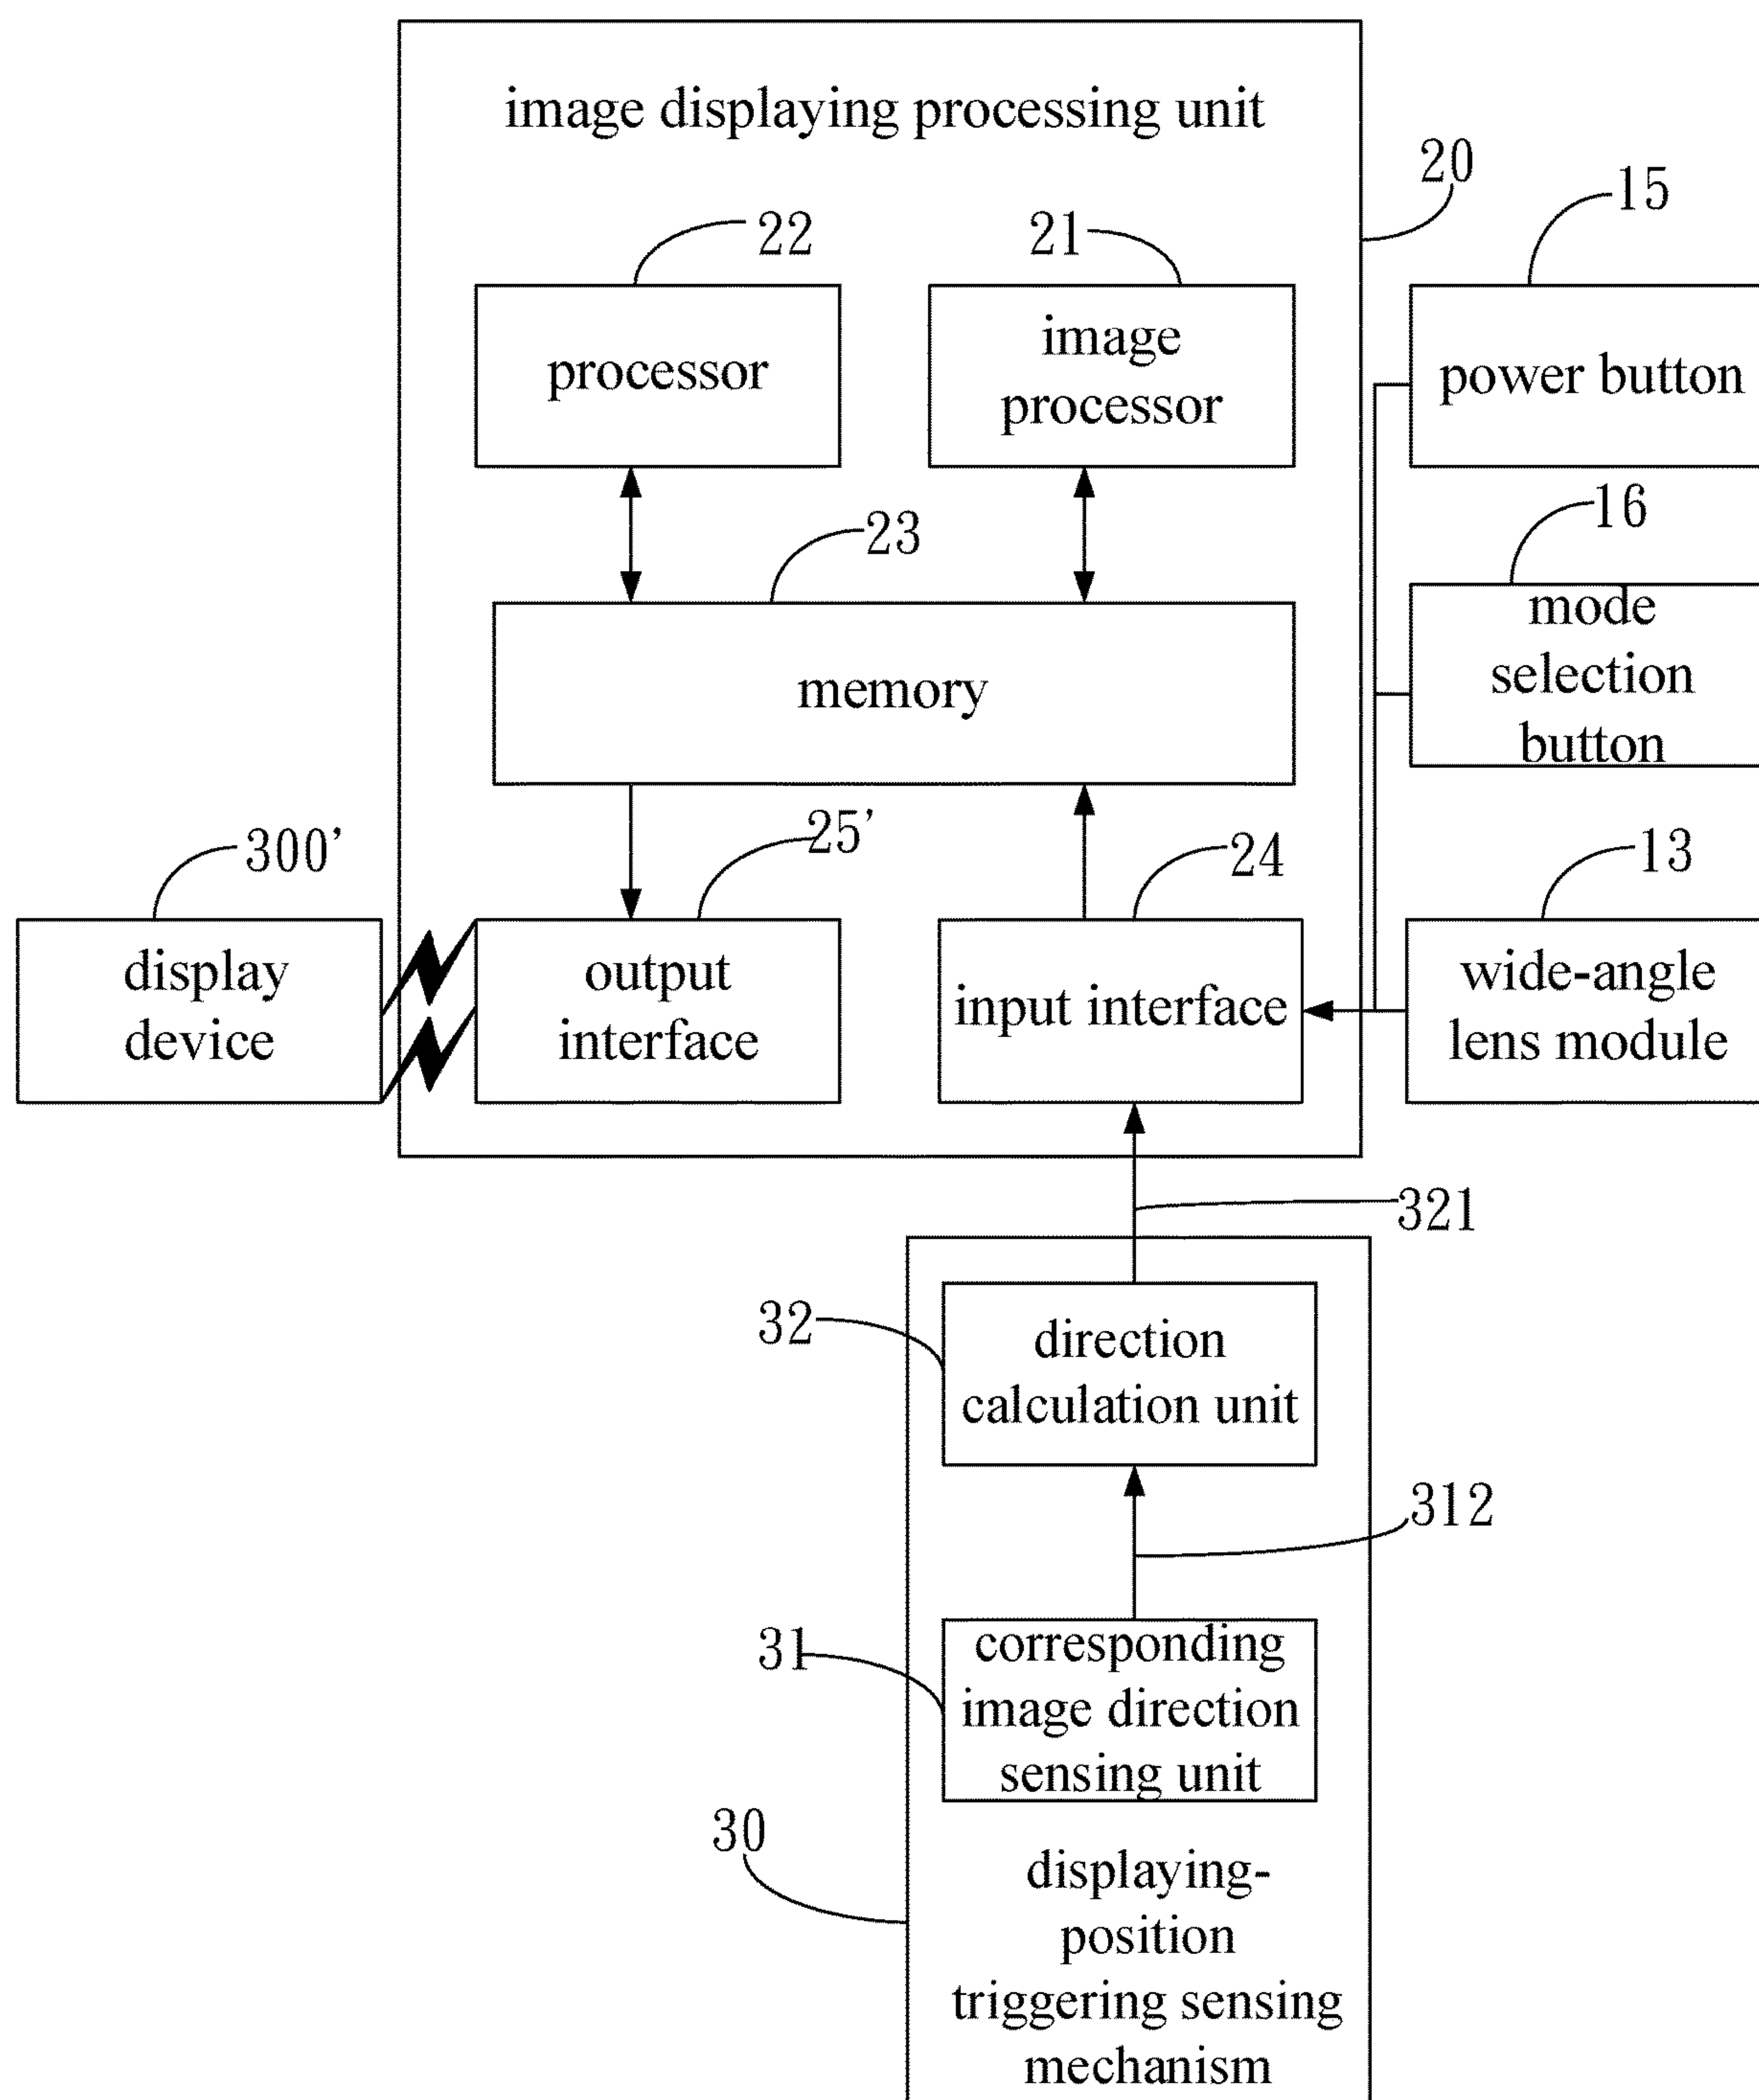 image displaying processing unit
20
15
22
21
processor
image
processor
power button
16
23
mode
selection
button
memory
300'
25'
24
13
display
device
output
interface
input interface
wide-angle
lens module
321
32
direction
calculation unit
312
31
corresponding
image direction
sensing unit
30
displaying-
position
triggering sensing
mechanism